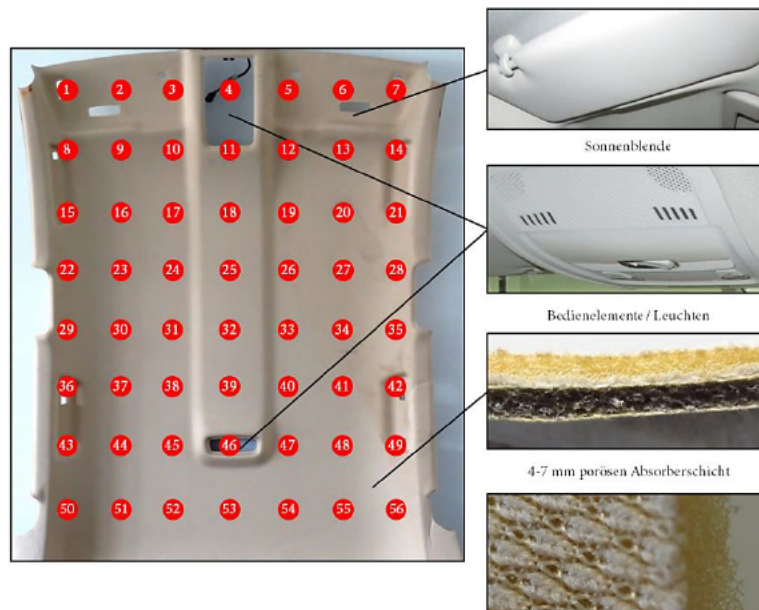 1 2 3 4 5 6 7
8 9 10 11 12 13 14
15 16 17 18 19 20 21
22 23 24 25 26 27 28
29 30 31 32 33 34 35
36 37 38 39 40 41 42
43 44 45 46 47 48 49
50 51 52 53 54 55 56
Sonnenblende
Bedienelemente / Leuchten
4-7 mm porösen Absorberschicht